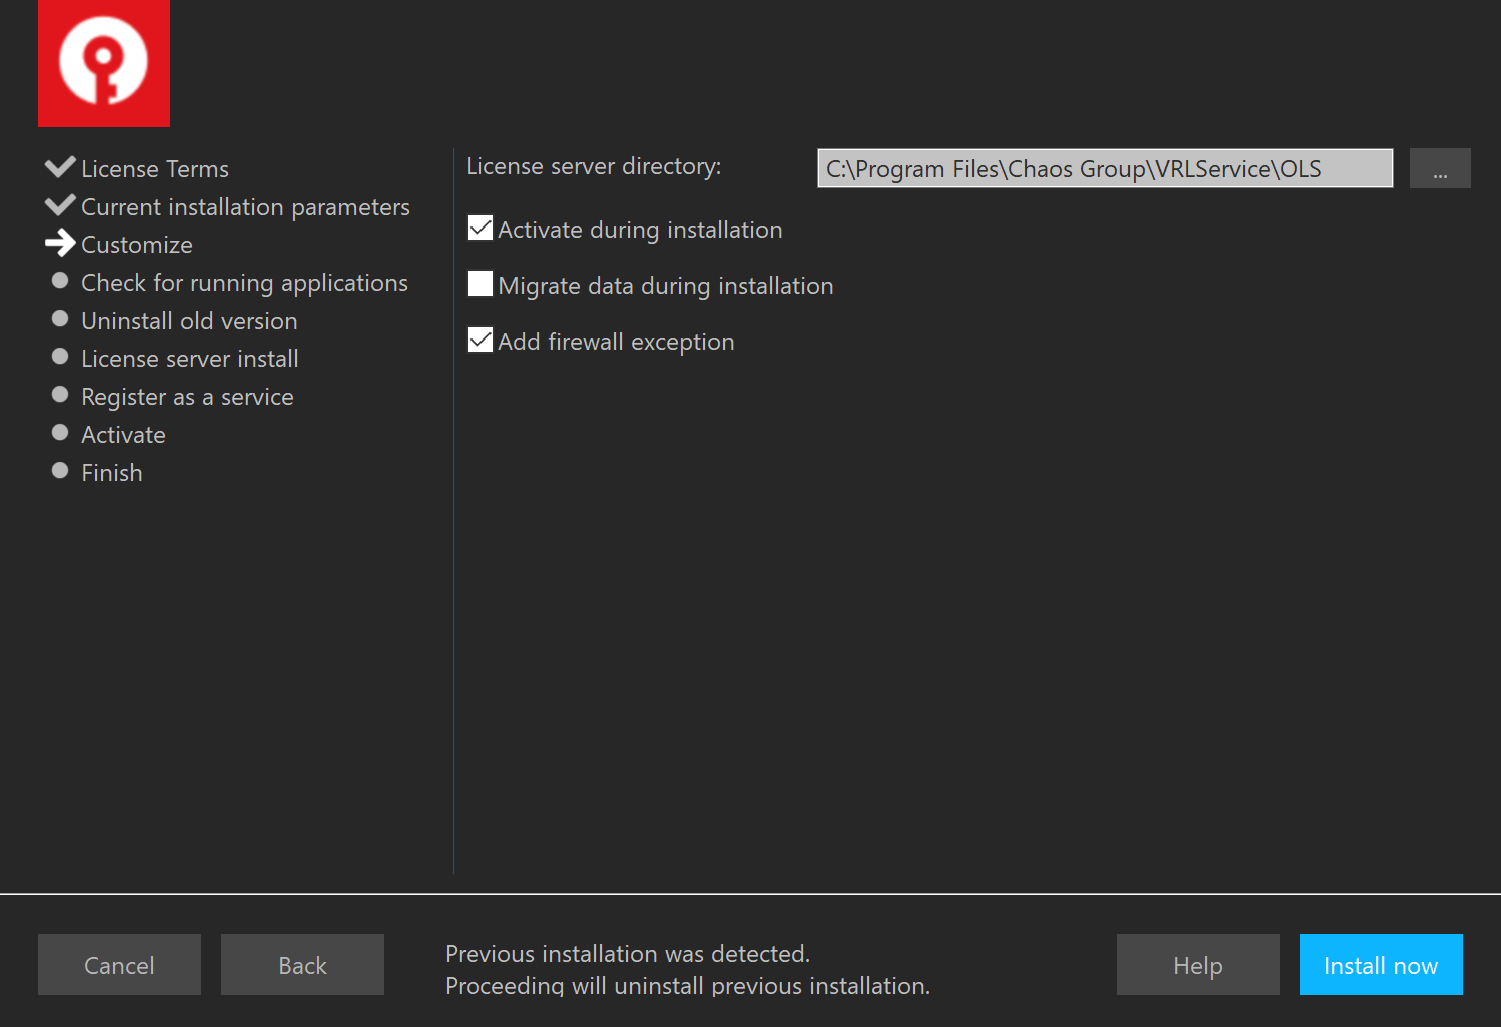 License Terms
Current installation parameters
Customize
Check for running applications
Uninstall old version
License server install
Register as a service
Activate
Finish
License server directory:
C:\Program Files\Chaos Group\VRLService\OLS
...
Activate during installation
Migrate data during installation
Add firewall exception
Cancel
Back
Previous installation was detected.
Proceeding will uninstall previous installation.
Help
Install now